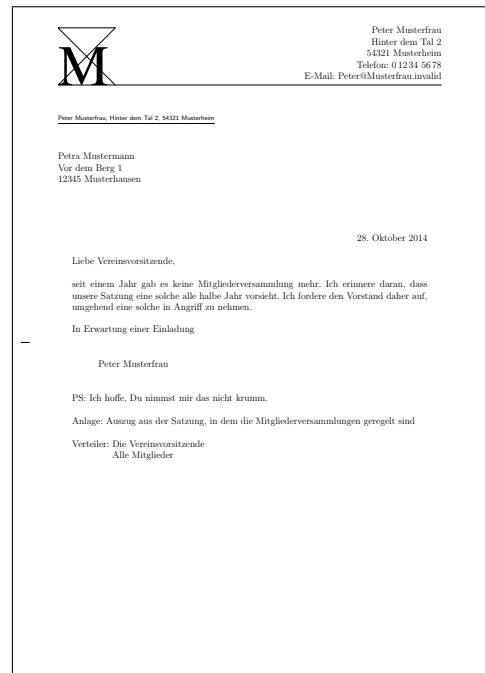 M
Peter Musterfrau
Hinter dem Tal 2
54321 Musterheim
Telefon: 0 12 34 56 78
E-Mail: Peter@Musterfrau.invalid
Peter Musterfrau, Hinter dem Tal 2, 54321 Musterheim
Petra Mustermann
Vor dem Berg 1
12345 Musterhausen
28. Oktober 2014
Liebe Vereinsvorsitzende,
seit einem Jahr gab es keine Mitgliederversammlung mehr. Ich erinnere daran, dass
unsere Satzung eine solche alle halbe Jahr vorsieht. Ich fordere den Vorstand daher auf,
umgehend eine solche in Angriff zu nehmen.
In Erwartung einer Einladung
Peter Musterfrau
PS: Ich hoffe, Du nimmst mir das nicht krumm.
Anlage: Auszug aus der Satzung, in dem die Mitgliederversammlungen geregelt sind
Verteiler: Die Vereinsvorsitzende
Alle Mitglieder